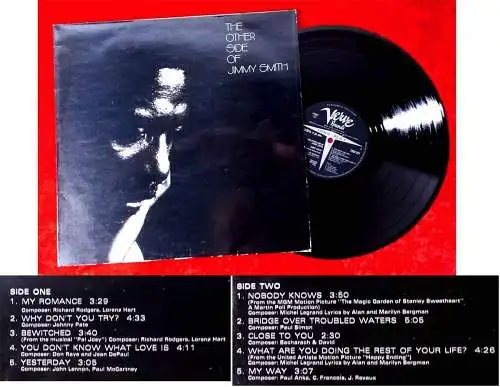 THE
OTHER
SIDE
OF
JIMMY SMITH
Verve
Records
SIDE ONE
1. MY ROMANCE 3:29
Composer: Richard Rodgers, Lorenz Hart
2. WHY DON'T YOU TRY? 4:33
Composer: Johnny Pate
3. BEWITCHED 3:40
(From the musical "Pal Joey") Composer: Richard Rodgers, Lorenz Hart
4. YOU DON'T KNOW WHAT LOVE IS 4:11
Composer: Don Raye and Jean DePaul
5. YESTERDAY 3:05
Composer: John Lennon, Paul McCartney
SIDE TWO
1. NOBODY KNOWS 3:50
(From the MGM Motion Picture "The Magic Garden of Stanley Sweetheart"
A Martin Poll Production)
Composer: Michel Legrand Lyrics by Alan and Marilyn Bergman
2. BRIDGE OVER TROUBLED WATERS 5:05
Composer: Paul Simon
3. CLOSE TO YOU 3:30
Composer: Bacharach & David
4. WHAT ARE YOU DOING THE REST OF YOUR LIFE? 4:26
(From the United Artists Motion Picture "Happy Ending")
Composer: Michel Legrand Lyrics by Alan and Marilyn Bergman
5. MY WAY 3:07
Composer: Paul Anka, C. Francois, J. Reveux